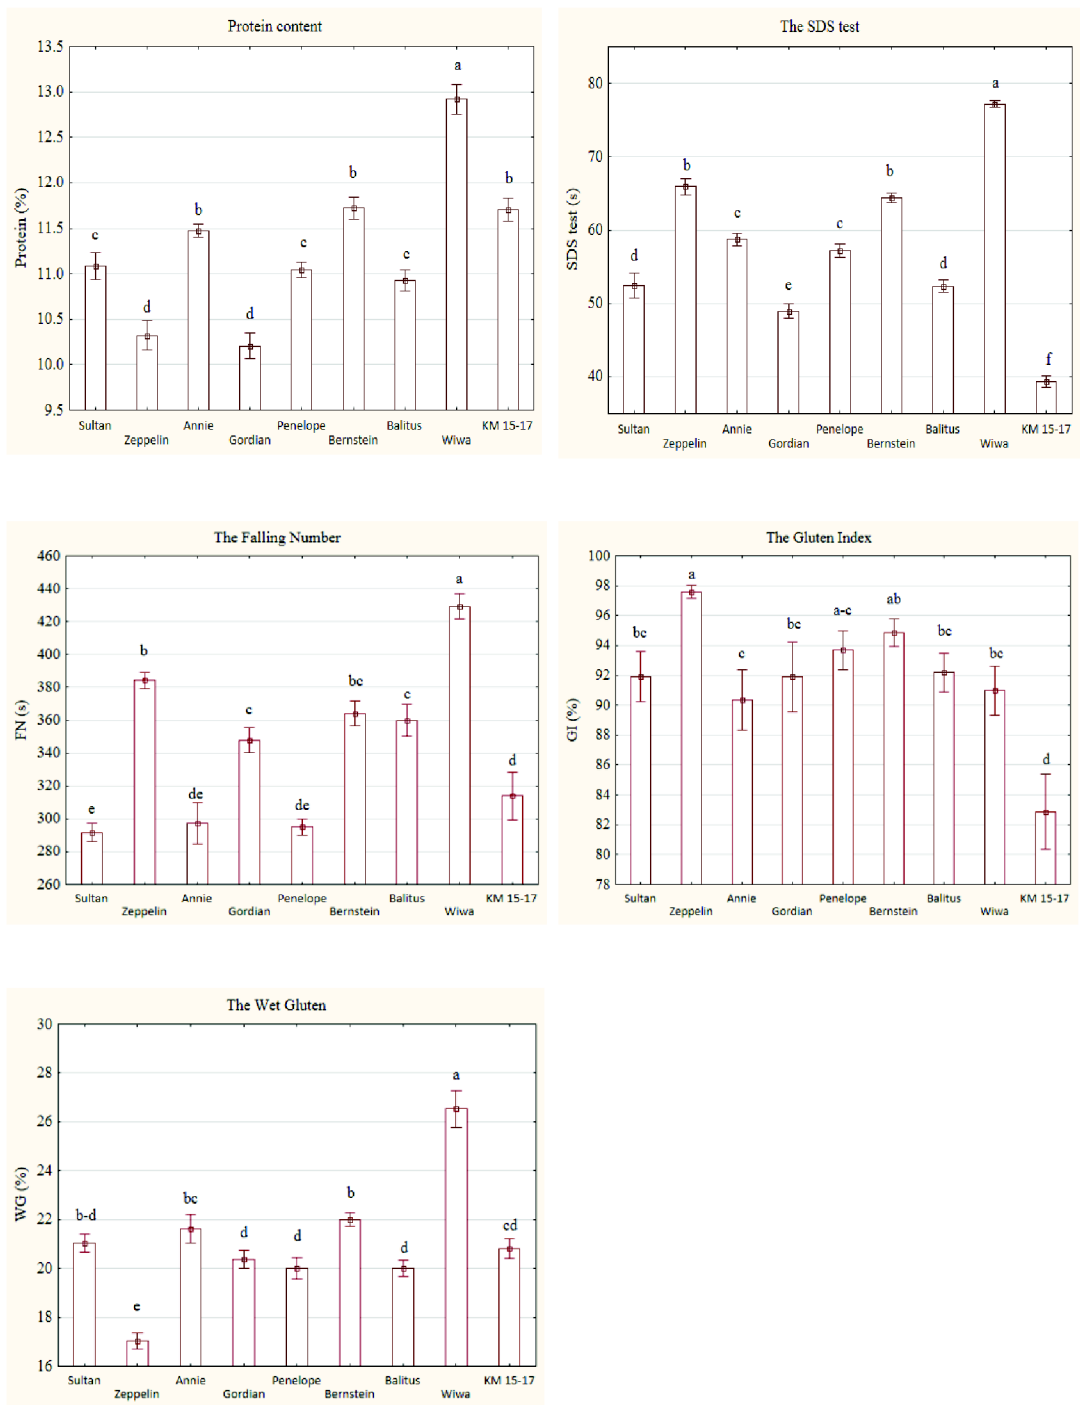 Protein content
13.5
13.0
12.5
12.0
11.5
11.0
10.5
10.0
9.5
Protein (%)
c
d
b
d
c
b
c
a
b
Sultan Annie Penelope Balitus KM 15-17
Zeppelin Gordian Bernstein Wiwa
The SDS test
80
70
60
50
40
SDS test (s)
d
b
c
e
c
b
d
a
f
Sultan Annie Penelope Balitus KM 15-17
Zeppelin Gordian Bernstein Wiwa
The Falling Number
460
440
420
400
380
360
340
320
300
280
260
FN (s)
e
b
de
c
de
bc
c
a
d
Sultan Annie Penelope Balitus KM 15-17
Zeppelin Gordian Bernstein Wiwa
The Gluten Index
100
98
96
94
92
90
86
84
82
80
78
GI (%)
bc
a
c
bc
a-c
ab
bc
bc
d
Sultan Annie Penelope Balitus KM 15-17
Zeppelin Gordian Bernstein Wiwa
The Wet Gluten
30
28
26
24
22
20
18
16
WG (%)
b-d
e
bc
d
d
b
d
a
cd
Sultan Annie Penelope Balitus KM 15-17
Zeppelin Gordian Bernstein Wiwa